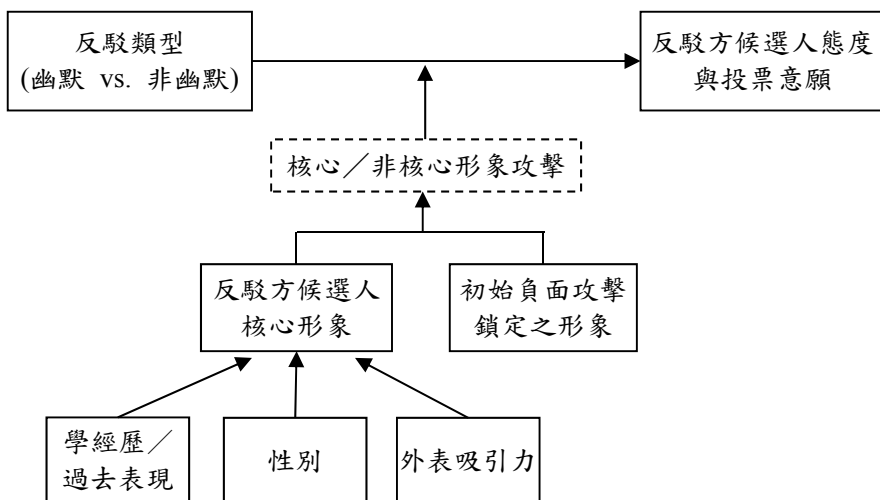 反駁類型
(幽默 vs. 非幽默)
反駁方候選人態度
與投票意願
核心／非核心形象攻擊
反駁方候選人
核心形象
初始負面攻擊
鎖定之形象
學經歷／
過去表現
性別
外表吸引力